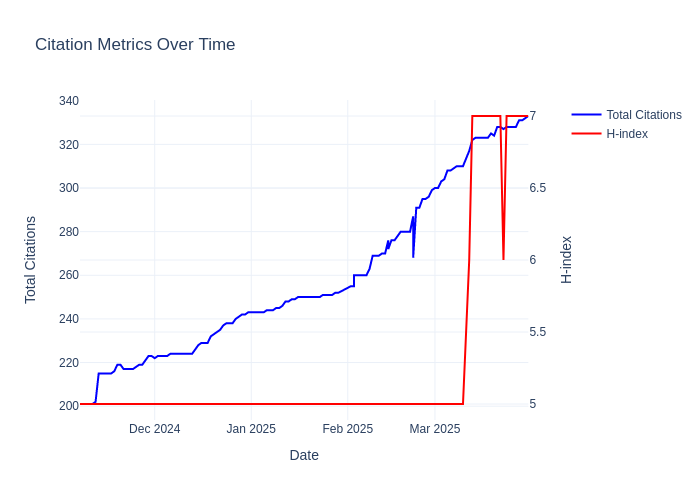 Citation Metrics Over Time
340
320
300
280
260
240
220
200
Total Citations
Dec 2024
Jan 2025
Feb 2025
Mar 2025
Date
7
6.5
6
5.5
5
H-index
Total Citations
H-index